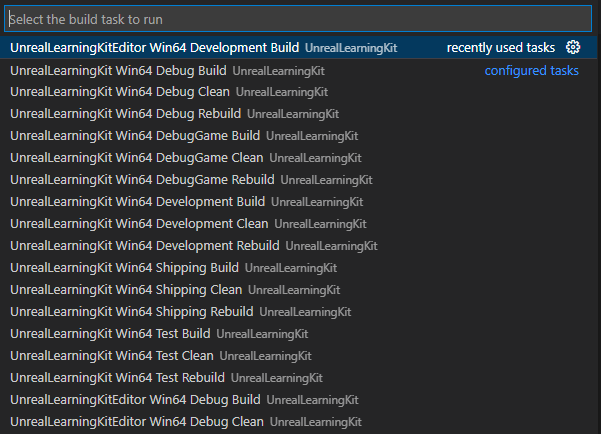 Select the build task to run
UnrealLearningKitEditor Win64 Development Build UnrealLearningKit recently used tasks
UnrealLearningKit Win64 Debug Build UnrealLearningKit configured tasks
UnrealLearningKit Win64 Debug Clean UnrealLearningKit
UnrealLearningKit Win64 Debug Rebuild UnrealLearningKit
UnrealLearningKit Win64 DebugGame Build UnrealLearningKit
UnrealLearningKit Win64 DebugGame Clean UnrealLearningKit
UnrealLearningKit Win64 DebugGame Rebuild UnrealLearningKit
UnrealLearningKit Win64 Development Build UnrealLearningKit
UnrealLearningKit Win64 Development Clean UnrealLearningKit
UnrealLearningKit Win64 Development Rebuild UnrealLearningKit
UnrealLearningKit Win64 Shipping Build UnrealLearningKit
UnrealLearningKit Win64 Shipping Clean UnrealLearningKit
UnrealLearningKit Win64 Shipping Rebuild UnrealLearningKit
UnrealLearningKit Win64 Test Build UnrealLearningKit
UnrealLearningKit Win64 Test Clean UnrealLearningKit
UnrealLearningKit Win64 Test Rebuild UnrealLearningKit
UnrealLearningKitEditor Win64 Debug Build UnrealLearningKit
UnrealLearningKitEditor Win64 Debug Clean UnrealLearningKit